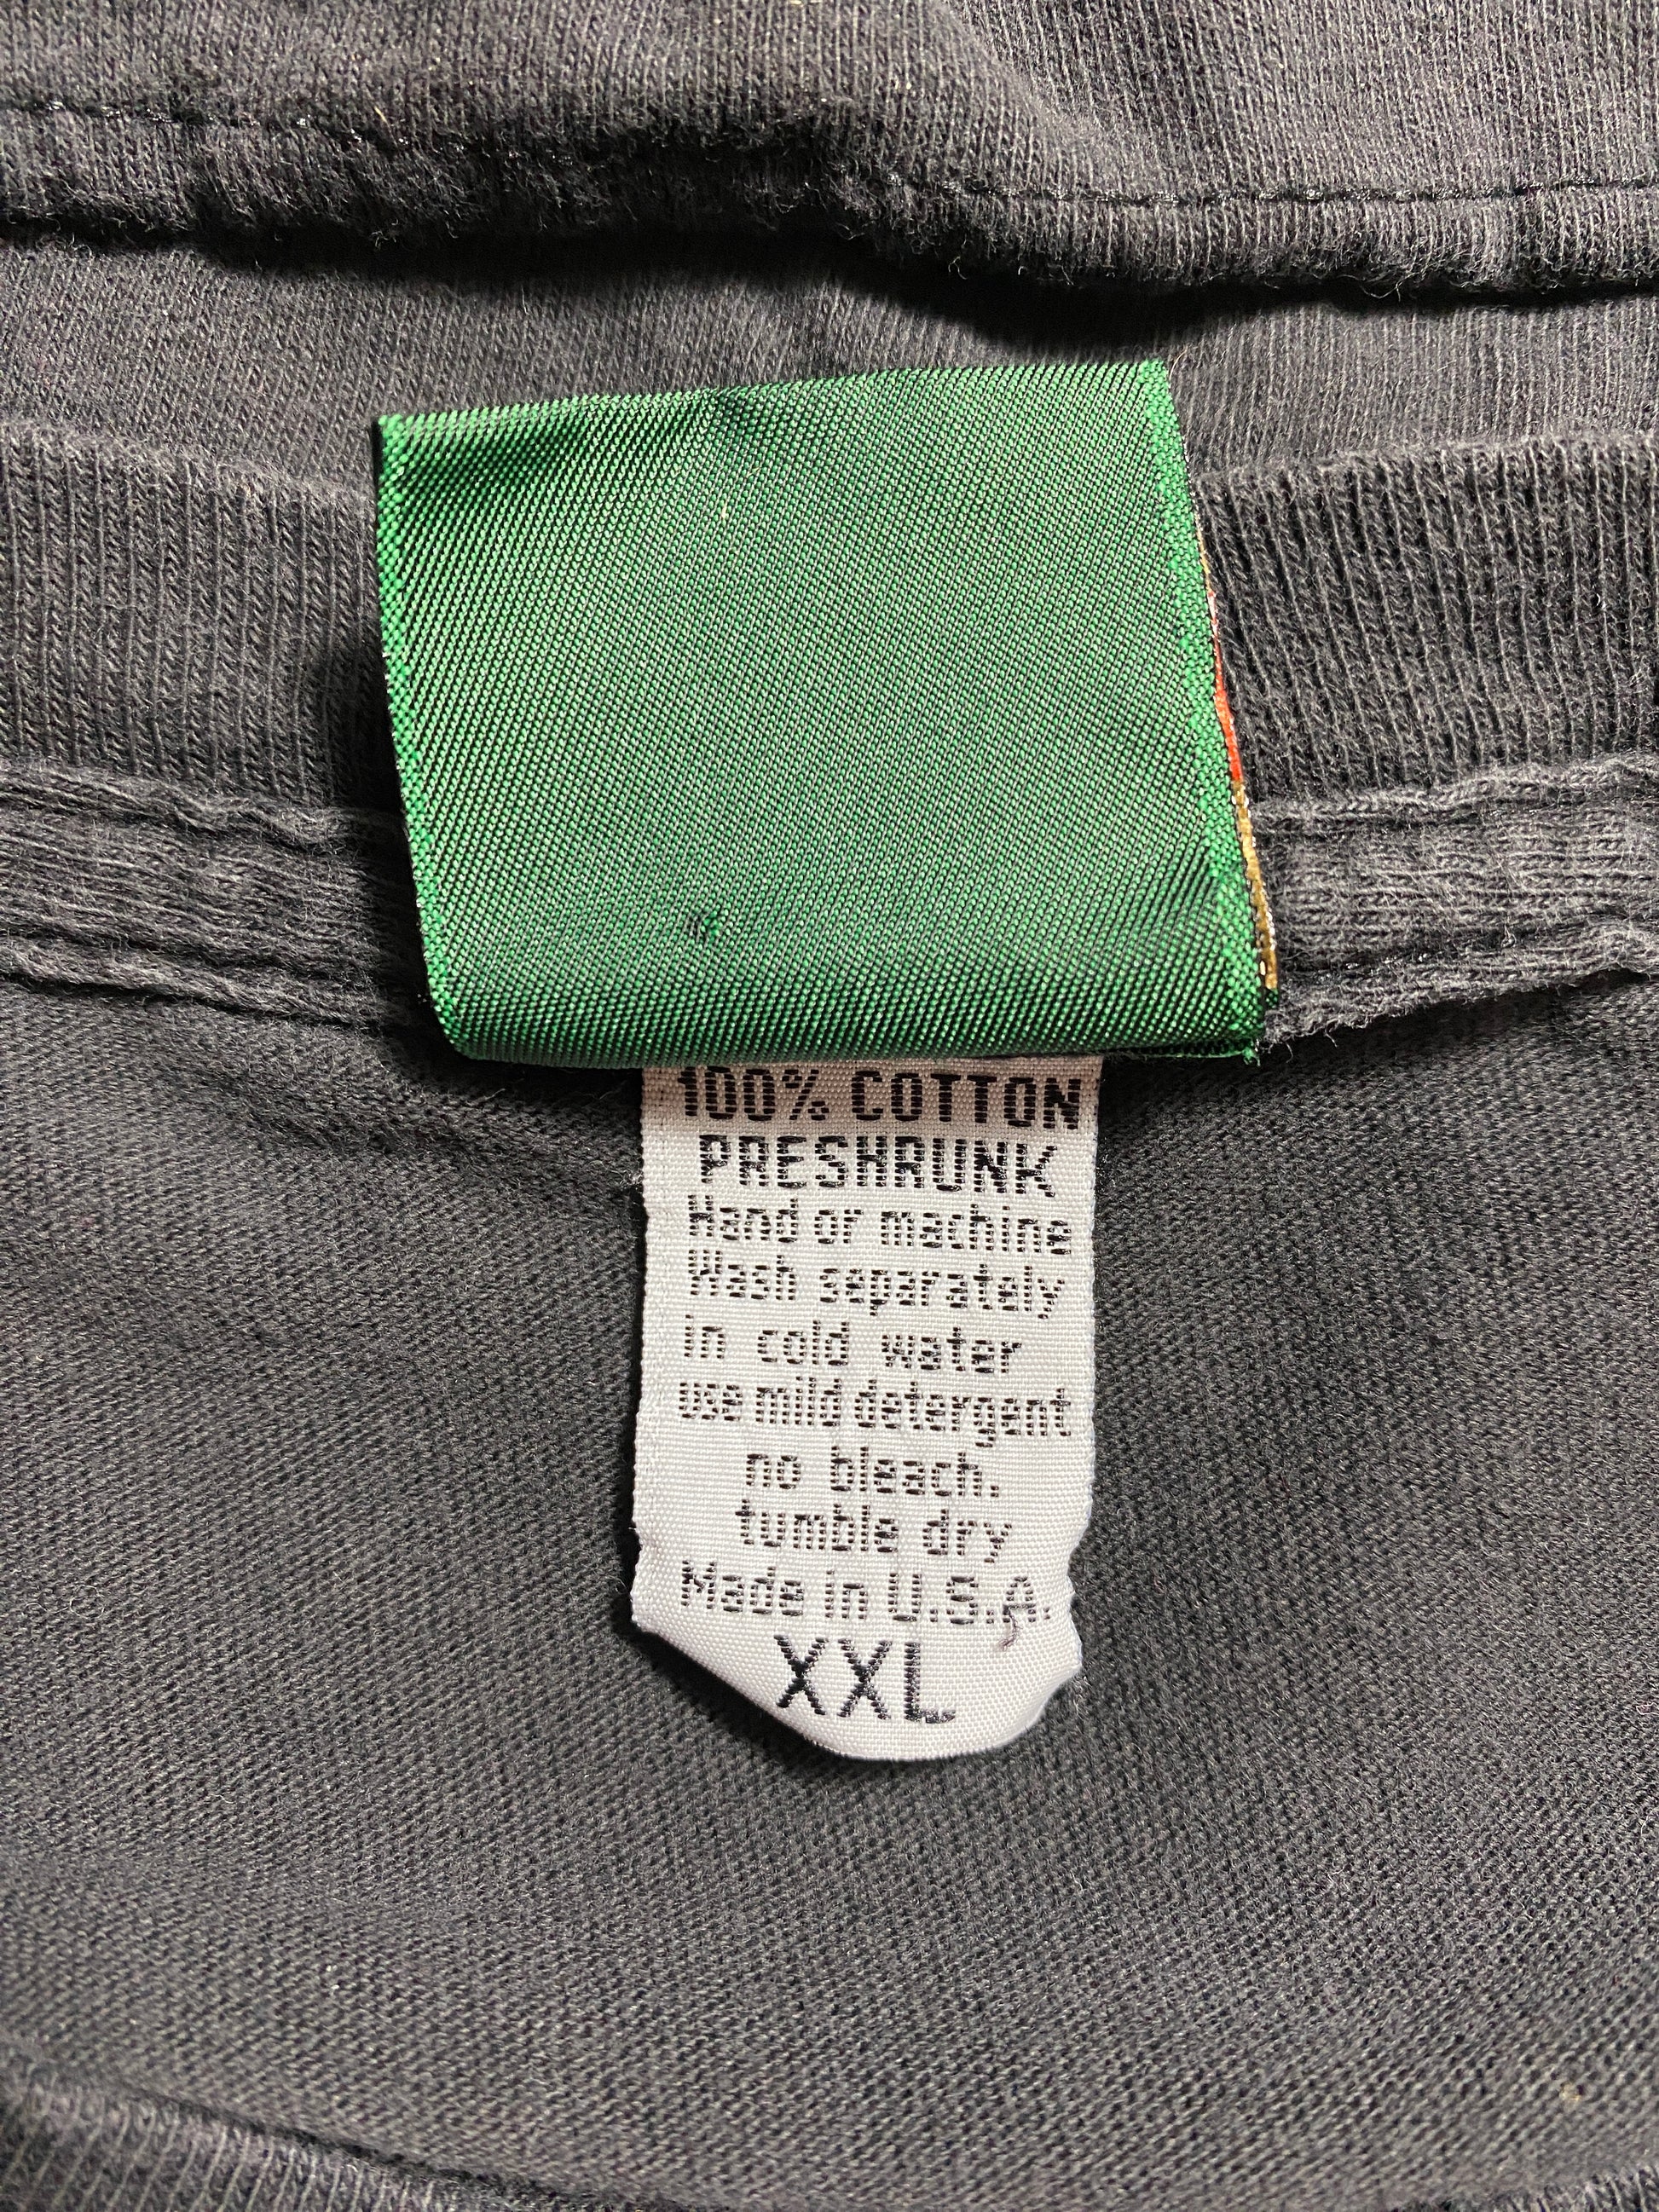 100% COTTON
PRESHRUNK
Hand or machine
Wash separately
in cold water
use mild detergent
no bleach.
tumble dry
Made in U.S.A.
XXL